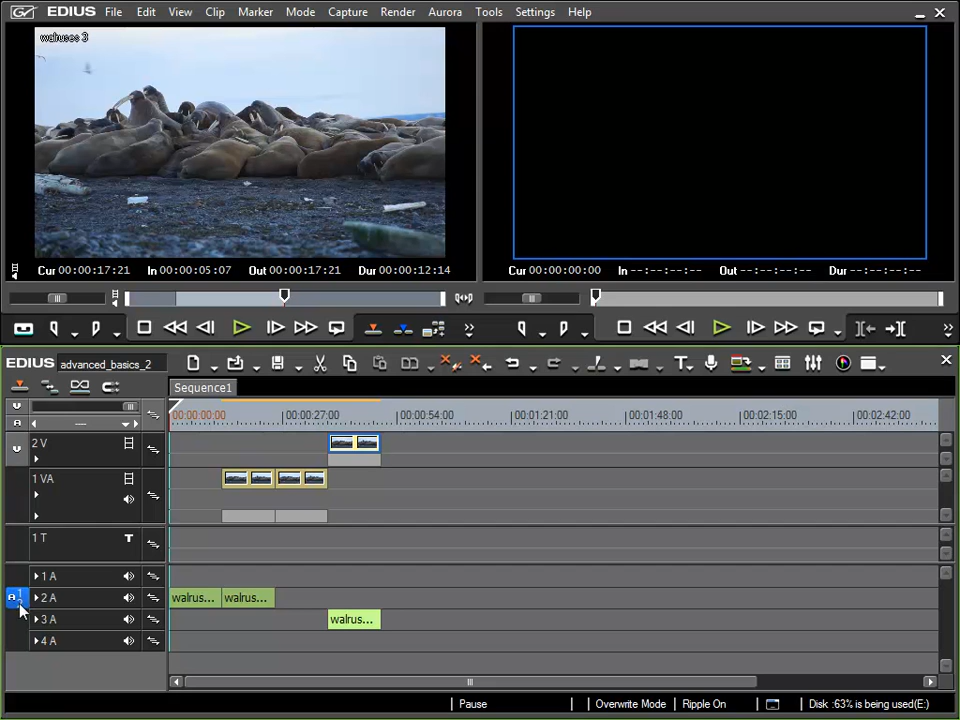 EDIUS File Edit View Clip Marker Mode Capture Render Aurora Tools Settings Help
walruses 3
Cur 00:00:17:21 In 00:00:05:07 Out 00:00:17:21 Dur 00:00:12:14
Cur 00:00:00:00 In --:--:--:-- Out --:--:--:-- Dur --:--:--:--
EDIUS advanced_basics_2
Sequence1
00:00:00:00 00:00:27:00 00:00:54:00 00:01:21:00 00:01:48:00 00:02:15:00 00:02:42:00
2 V
1 VA
1 T T
1 A
A 1 2 2 A walrus... walrus...
3 A walrus...
4 A
Pause Overwrite Mode Ripple On Disk :63% is being used(E:)